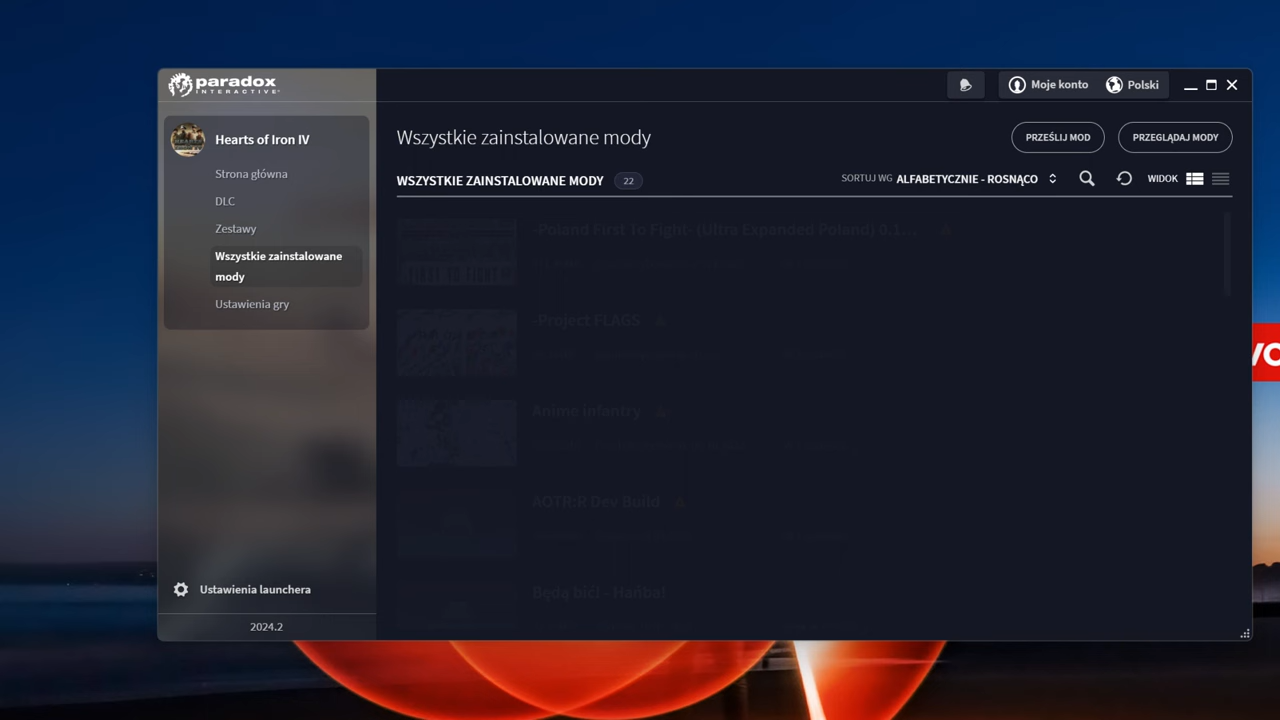 paradox
INTERACTIVE
Moje konto
Polski
Hearts of Iron IV
Strona główna
DLC
Zestawy
Wszystkie zainstalowane
mody
Ustawienia gry
Ustawienia launchera
2024.2
Wszystkie zainstalowane mody
PRZEŚLIJ MOD
PRZEGLĄDAJ MODY
WSZYSTKIE ZAINSTALOWANE MODY 22
SORTUJ WG ALFABETYCZNIE - ROSNĄCO
WIDOK
-Poland First To Fight- (Ultra Expanded Poland) 0.1...
-Project FLAGS
Anime infantry
AOTR:R Dev Build
Będą bici - Hańba!